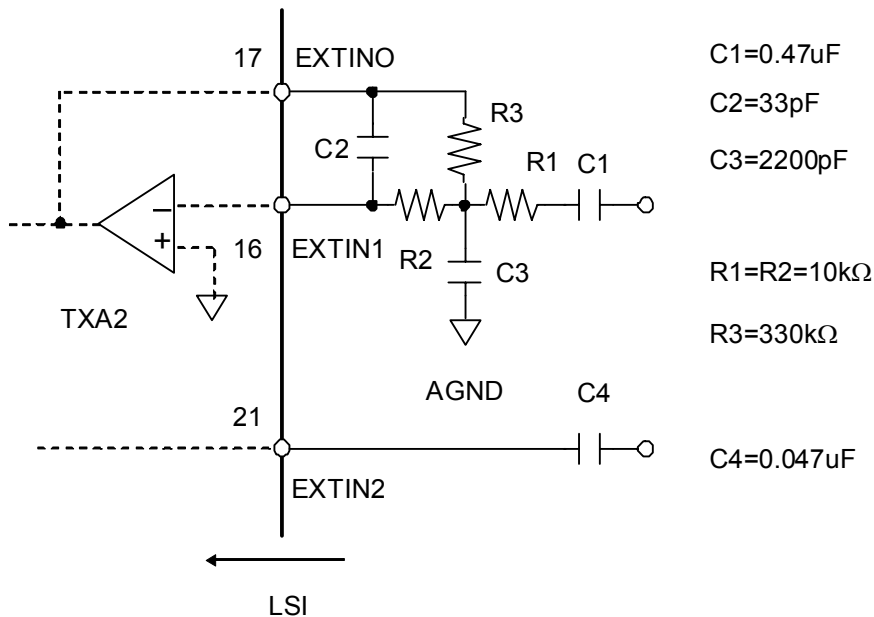 17 EXTINO
C1=0.47uF
C2=33pF
C3=2200pF
R3
C2
R1 C1
−
+
16 EXTIN1
R2
C3
R1=R2=10kΩ
R3=330kΩ
TXA2
AGND
C4
21
C4=0.047uF
EXTIN2
LSI